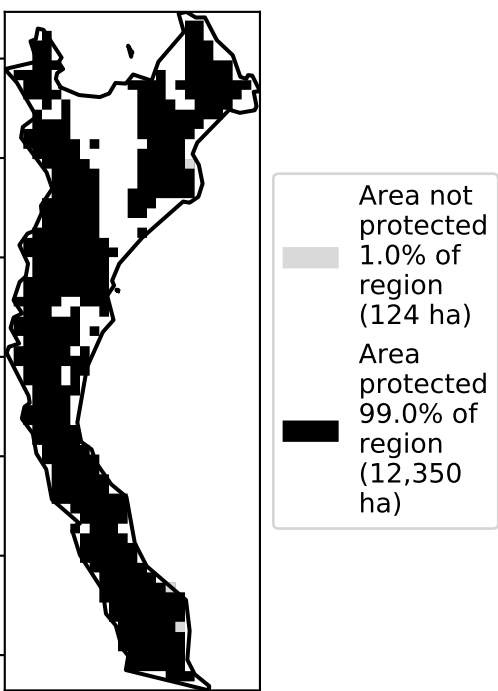 Area not
protected
1.0% of
region
(124 ha)
Area
protected
99.0% of
region
(12,350
ha)